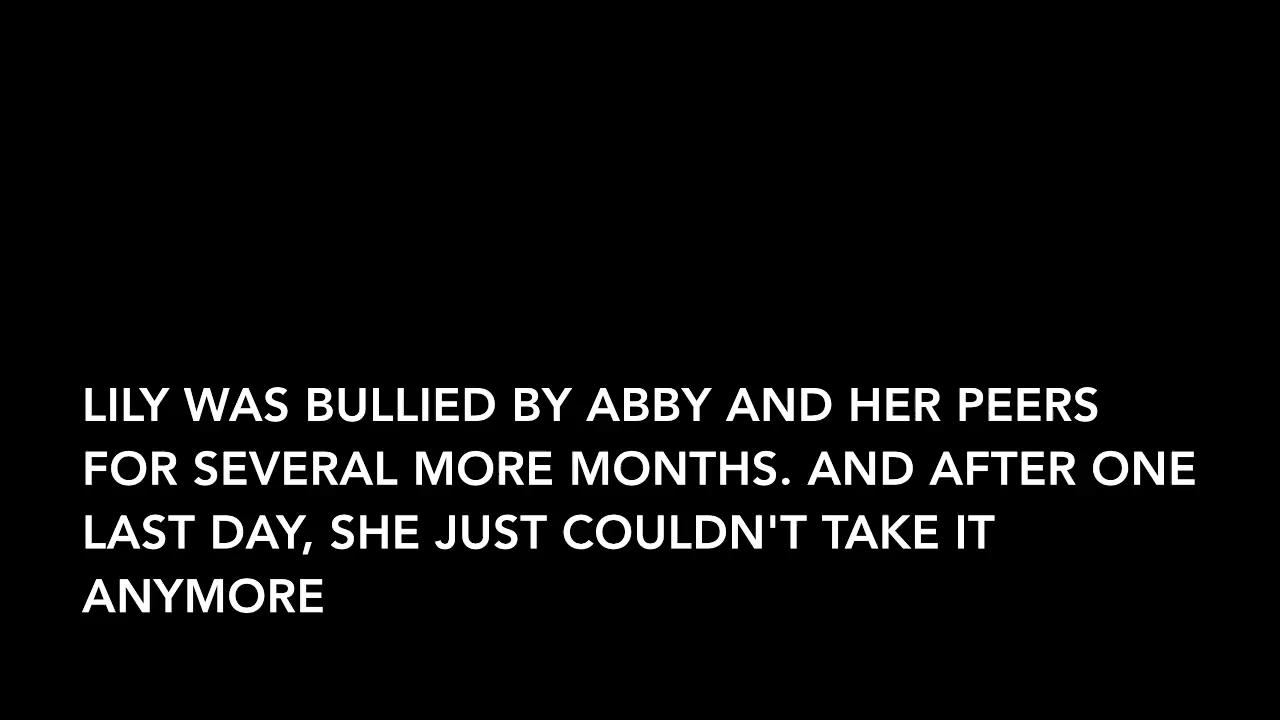 LILY WAS BULLIED BY ABBY AND HER PEERS
FOR SEVERAL MORE MONTHS. AND AFTER ONE
LAST DAY, SHE JUST COULDN'T TAKE IT
ANYMORE